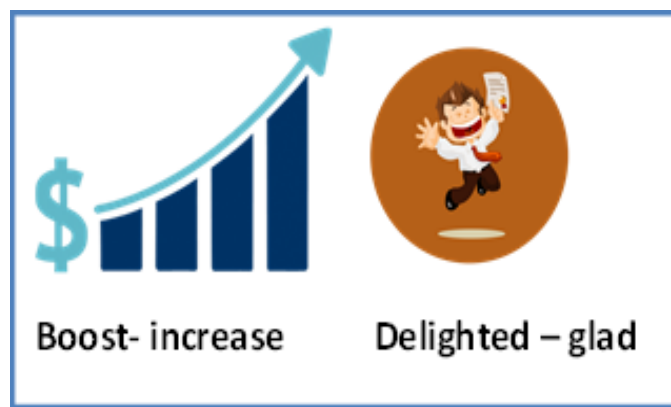 $
Boost- increase
Delighted – glad